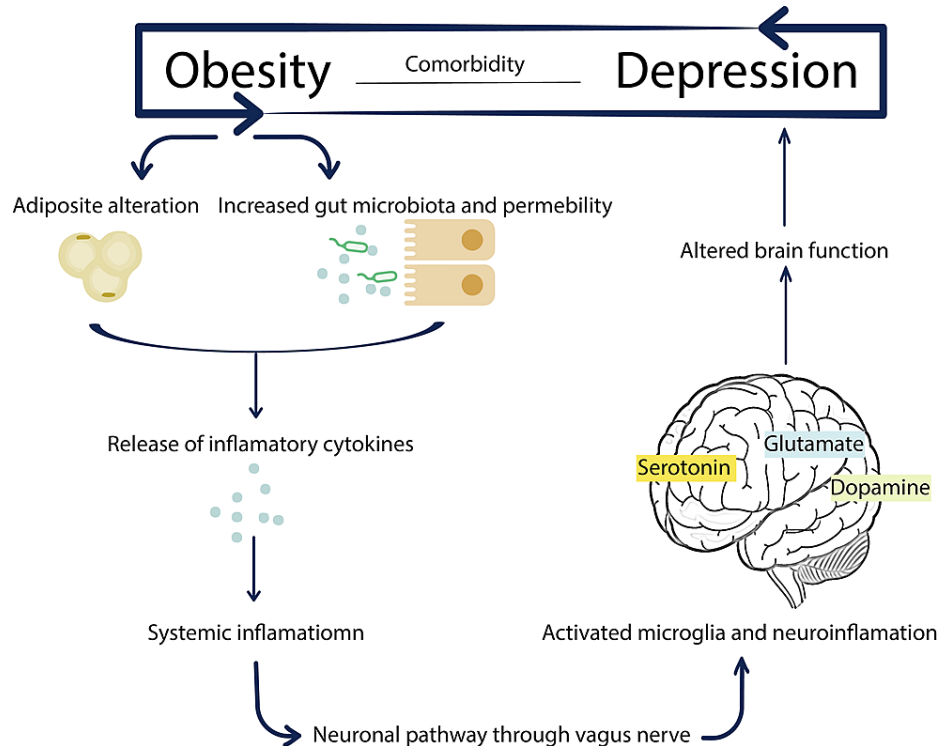 Obesity
Comorbidity
Depression
Adiposite alteration
Increased gut microbiota and permebility
Altered brain function
Release of inflamatory cytokines
Serotonin
Glutamate
Dopamine
Systemic inflamatiomn
Activated microglia and neuroinflamation
Neuronal pathway through vagus nerve